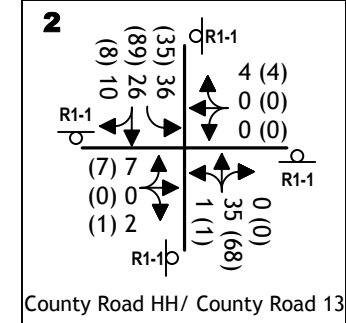 2
R1-1
(8) 10
(89) 26
(35) 36
4 (4)
0 (0)
0 (0)
R1-1
R1-1
(7) 7
(0) 0
(1) 2
1 (1)
35 (68)
0 (0)
R1-1
County Road HH/ County Road 13